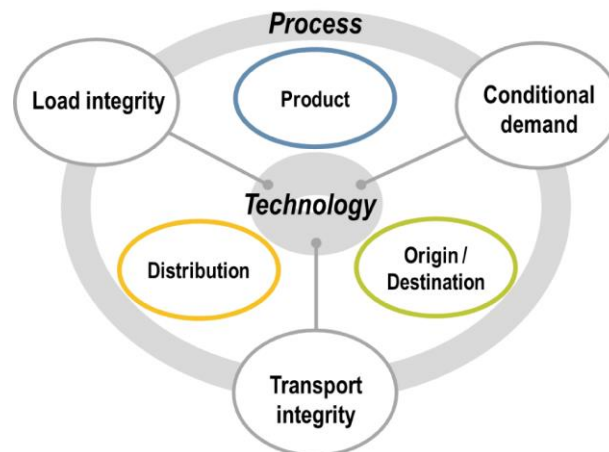 Process
Load integrity
Product
Conditional
demand
Technology
Distribution
Origin /
Destination
Transport
integrity